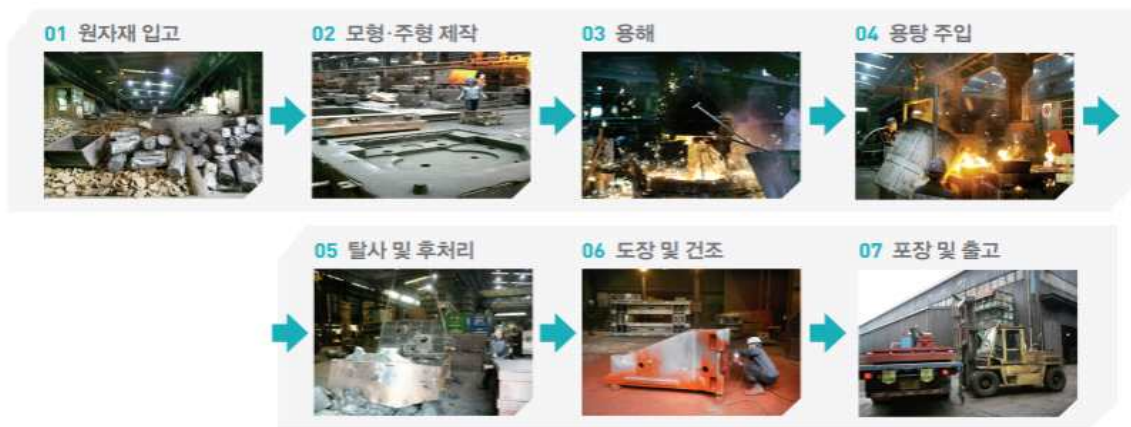 01 원자재 입고
02 모형·주형 제작
03 용해
04 용탕 주입
05 탈사 및 후처리
06 도장 및 건조
07 포장 및 출고